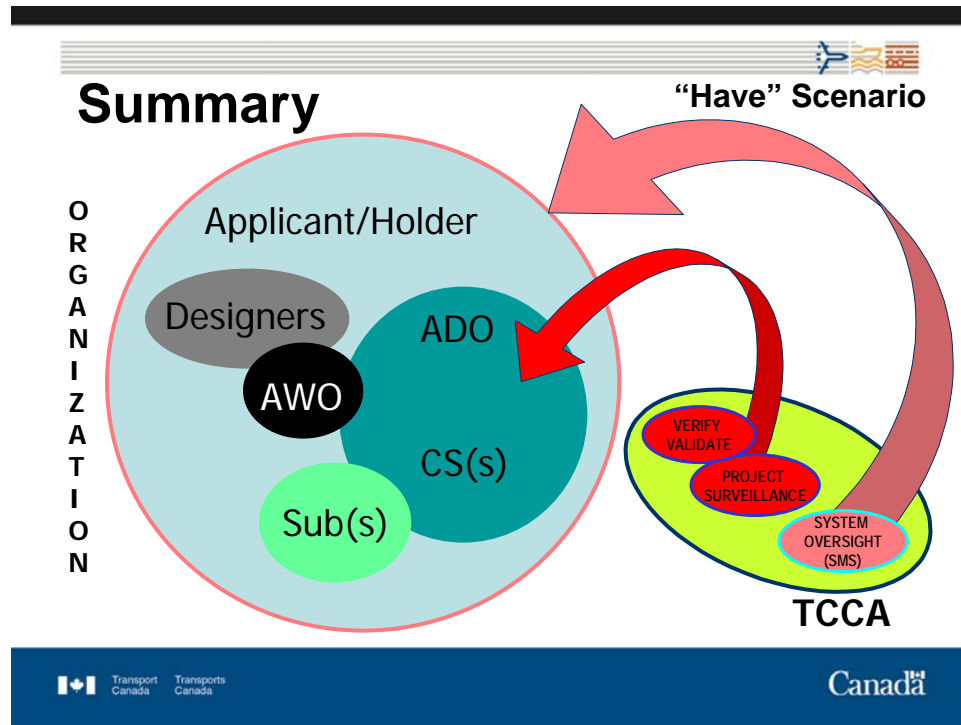 Summary
“Have” Scenario
ORGANIZATION
Applicant/Holder
Designers
ADO
AWO
CS(s)
Sub(s)
VERIFY
VALIDATE
PROJECT
SURVEILLANCE
SYSTEM
OVERSIGHT
(SMS)
TCCA
Transport Transports
Canada Canada
Canada